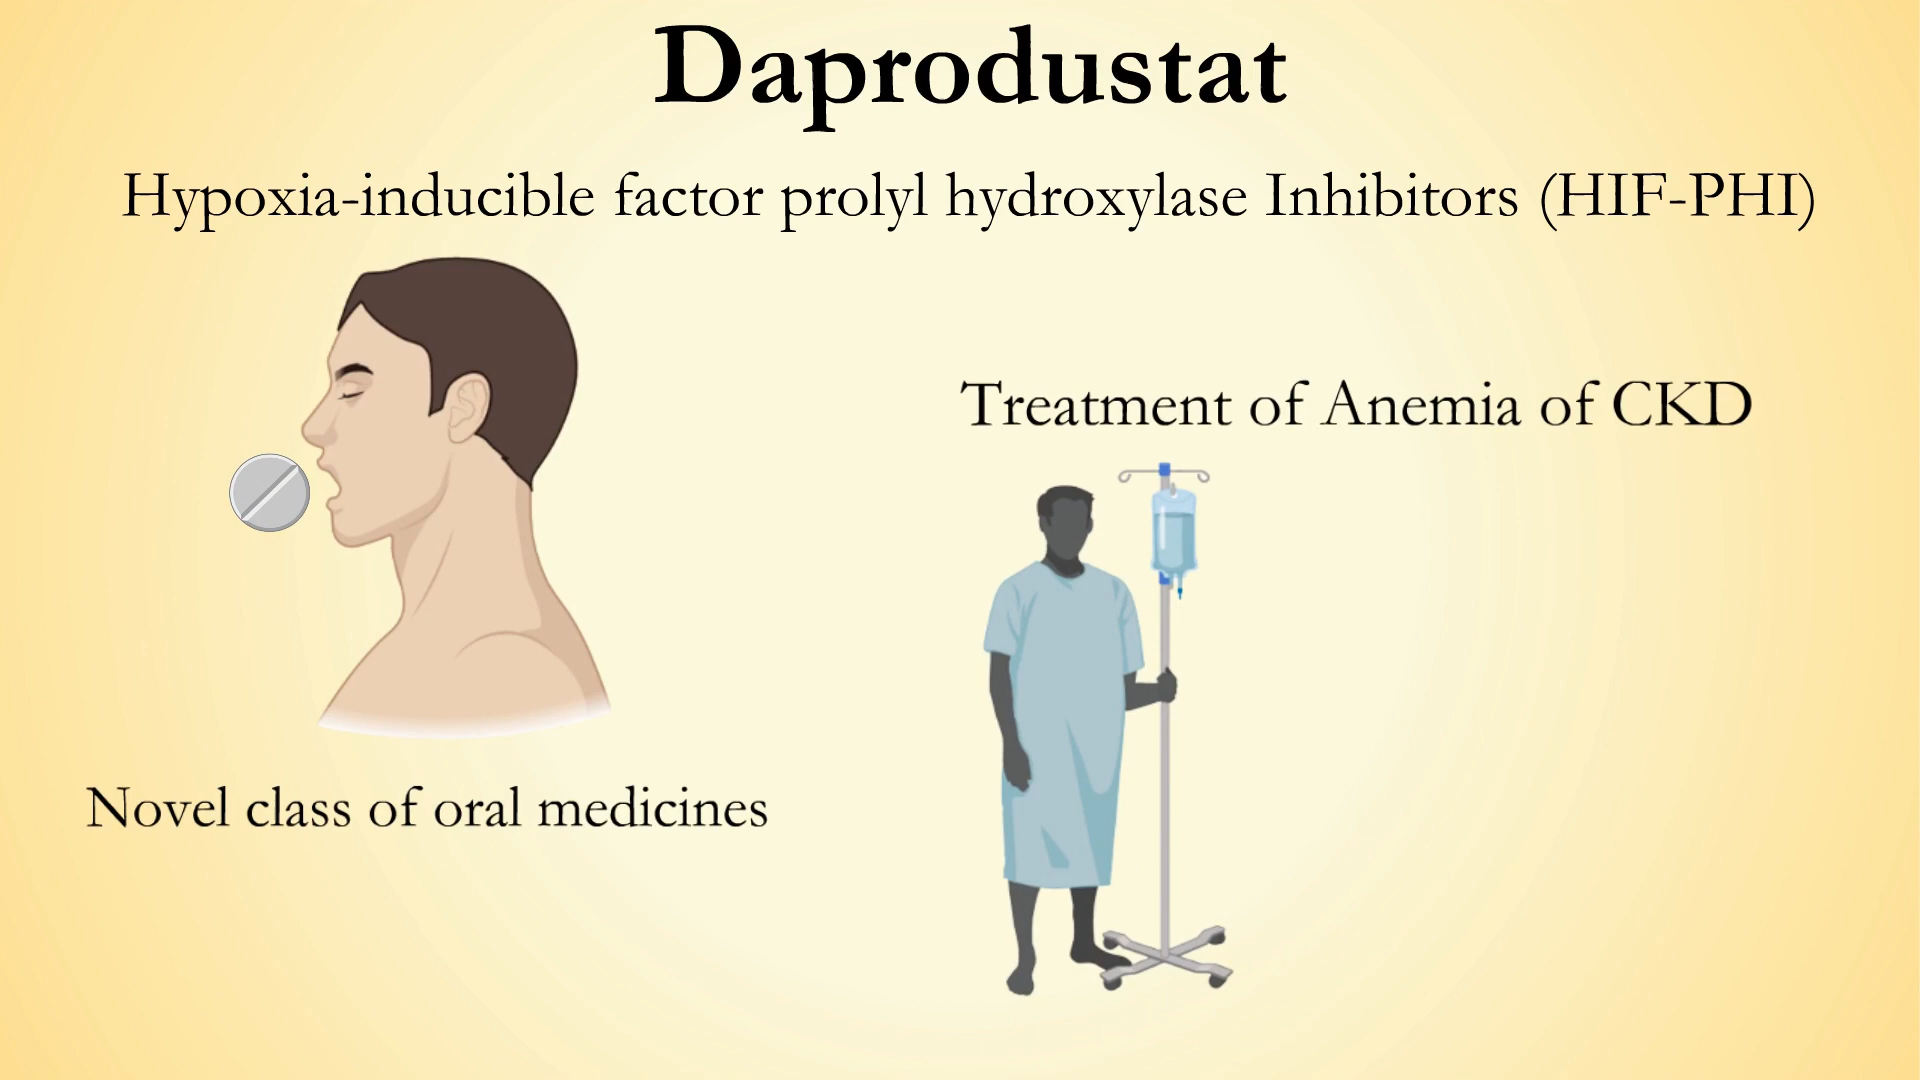 Daprodustat
Hypoxia-inducible factor prolyl hydroxylase Inhibitors (HIF-PHI)
Treatment of Anemia of CKD
Novel class of oral medicines